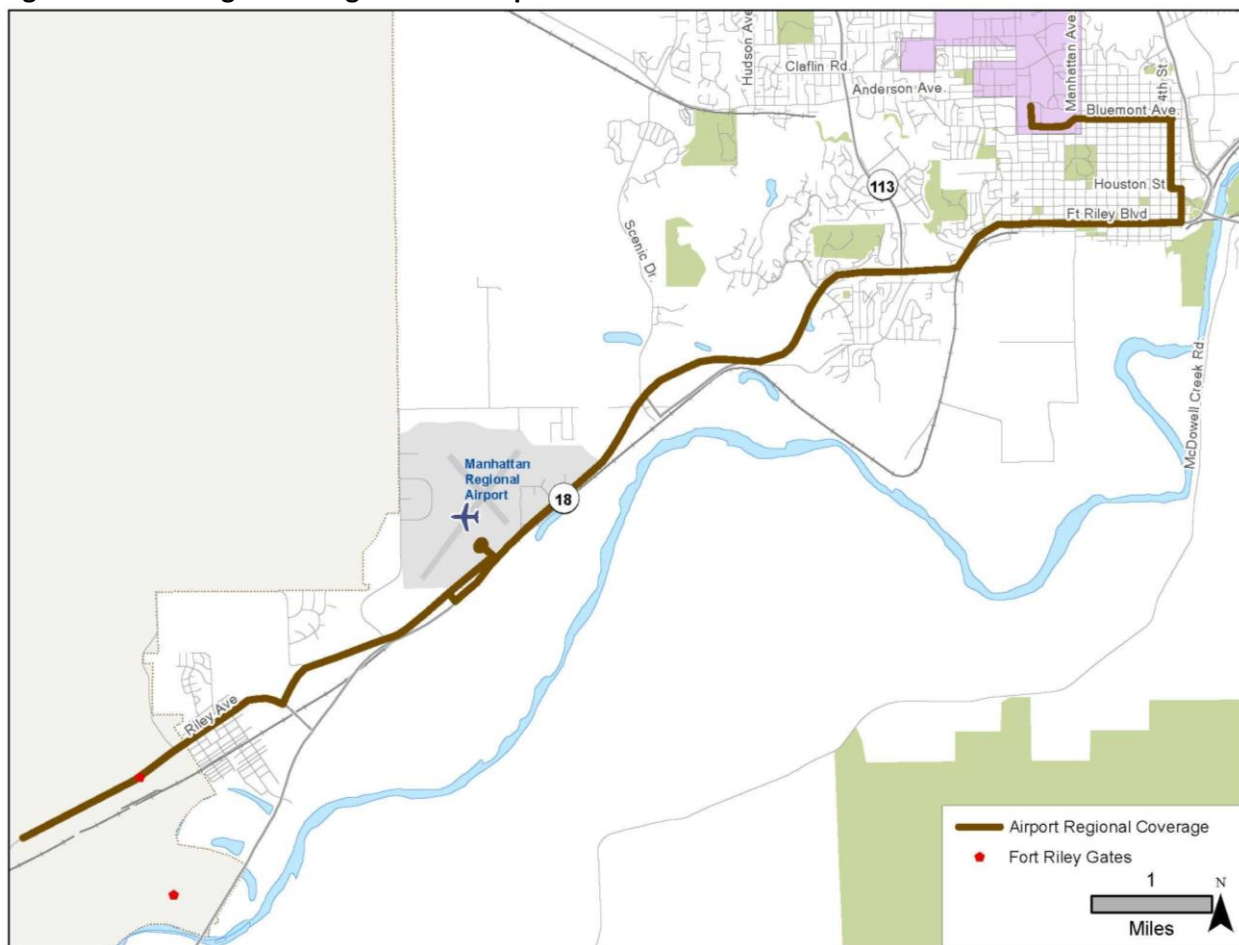 Hudson Ave
Claflin Rd.
Anderson Ave.
Manhattan Ave.
4th St.
Bluemont Ave.
113
Houston St.
Ft Riley Blvd
Scenic Dr.
McDowell Creek Rd.
Manhattan
Regional
Airport
18
Riley Ave
Airport Regional Coverage
Fort Riley Gates
1
N
Miles